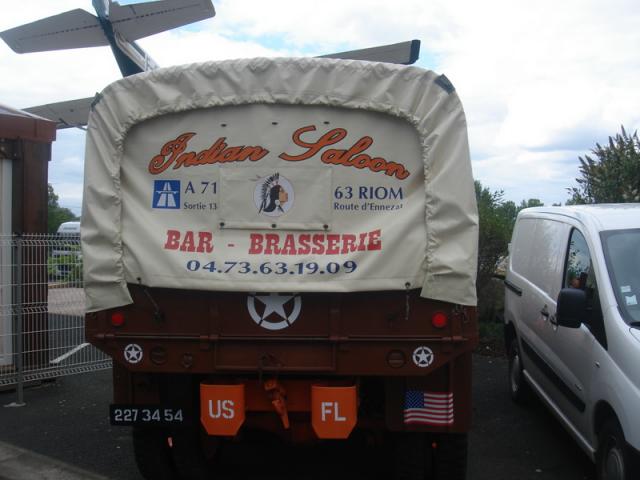 Indian Saloon
A 71 63 RIOM
Sortie 13 Route d'Ennezat
BAR - BRASSERIE
04.73.63.19.09
227 34 54 US FL